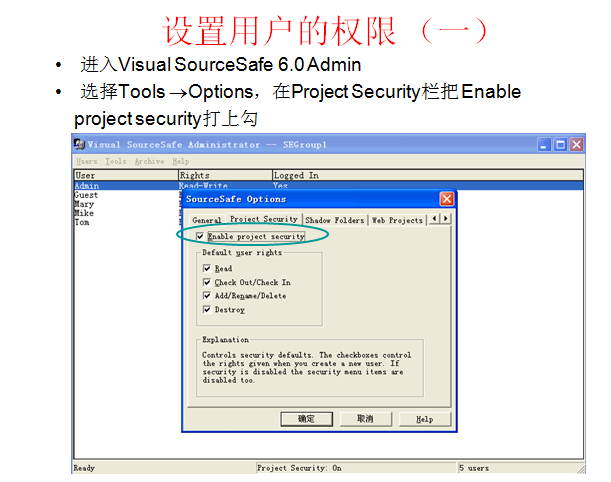 设置用户的权限（一）
• 进入Visual SourceSafe 6.0 Admin
• 选择Tools →Options，在Project Security栏把Enable
project security打上勾
Visual SourceSafe Administrator -- SEGroup1
Users Tools Archive Help
User Rights Logged In
Admin Read-Write Yes
Guest
Mary
Mike
Tom
SourceSafe Options
General Project Security Shadow Folders Web Projects
Enable project security
Default user rights
Read
Check Out/Check In
Add/Rename/Delete
Destroy
Explanation
Controls security defaults. The checkboxes control
the rights given when you create a new user. If
security is disabled the security menu items are
disabled too.
确定 取消 Help
Ready Project Security: On 5 users